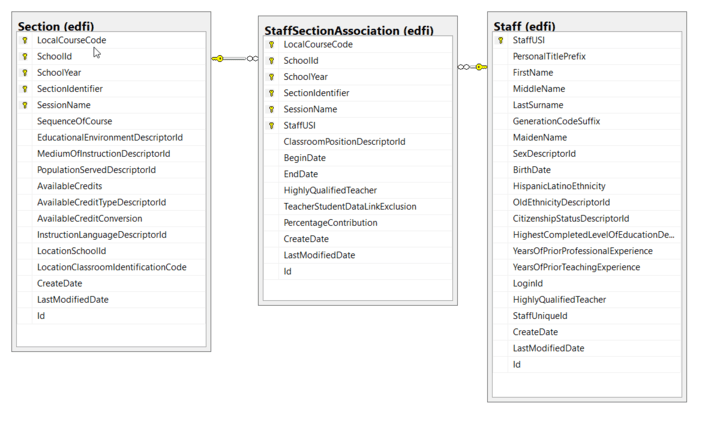 Section (edfi)
LocalCourseCode
SchoolId
SchoolYear
SectionIdentifier
SessionName
SequenceOfCourse
EducationalEnvironmentDescriptorId
MediumOfInstructionDescriptorId
PopulationServedDescriptorId
AvailableCredits
AvailableCreditTypeDescriptorId
AvailableCreditConversion
InstructionLanguageDescriptorId
LocationSchoolId
LocationClassroomIdentificationCode
CreateDate
LastModifiedDate
Id
StaffSectionAssociation (edfi)
LocalCourseCode
SchoolId
SchoolYear
SectionIdentifier
SessionName
StaffUSI
ClassroomPositionDescriptorId
BeginDate
EndDate
HighlyQualifiedTeacher
TeacherStudentDataLinkExclusion
PercentageContribution
CreateDate
LastModifiedDate
Id
Staff (edfi)
StaffUSI
PersonalTitlePrefix
FirstName
MiddleName
LastSurname
GenerationCodeSuffix
MaidenName
SexDescriptorId
BirthDate
HispanicLatinoEthnicity
OldEthnicityDescriptorId
CitizenshipStatusDescriptorId
HighestCompletedLevelOfEducationDe...
YearsOfPriorProfessionalExperience
YearsOfPriorTeachingExperience
LoginId
HighlyQualifiedTeacher
StaffUniqueId
CreateDate
LastModifiedDate
Id